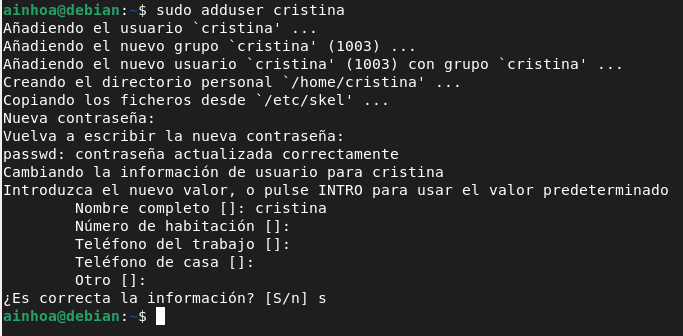 ainhoa@debian:~$ sudo adduser cristina
Añadiendo el usuario `cristina' ...
Añadiendo el nuevo grupo `cristina' (1003) ...
Añadiendo el nuevo usuario `cristina' (1003) con grupo `cristina' ...
Creando el directorio personal `/home/cristina' ...
Copiando los ficheros desde `/etc/skel' ...
Nueva contraseña:
Vuelva a escribir la nueva contraseña:
passwd: contraseña actualizada correctamente
Cambiando la información de usuario para cristina
Introduzca el nuevo valor, o pulse INTRO para usar el valor predeterminado
        Nombre completo []: cristina
        Número de habitación []:
        Teléfono del trabajo []:
        Teléfono de casa []:
        Otro []:
¿Es correcta la información? [S/n] s
ainhoa@debian:~$